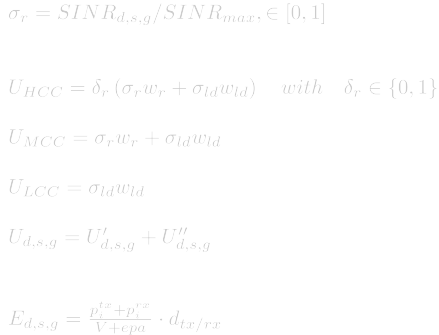 σ_r = SINR_{d,s,g}/SINR_{max}, ∈ [0, 1]
U_{HCC} = δ_r (σ_r w_r + σ_{ld} w_{ld}) with δ_r ∈ {0, 1}
U_{MCC} = σ_r w_r + σ_{ld} w_{ld}
U_{LCC} = σ_{ld} w_{ld}
U_{d,s,g} = U'_{d,s,g} + U''_{d,s,g}
E_{d,s,g} = \frac{p_i^{tx} + p_i^{rx}}{V + epa} · d_{tx/rx}